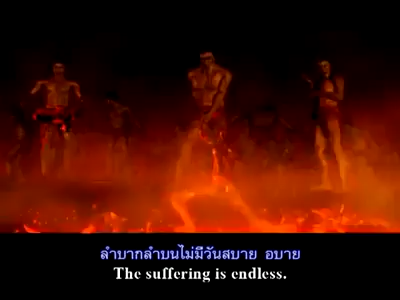 ลำบากลำบนไม่มีวันสบาย อบาย
The suffering is endless.